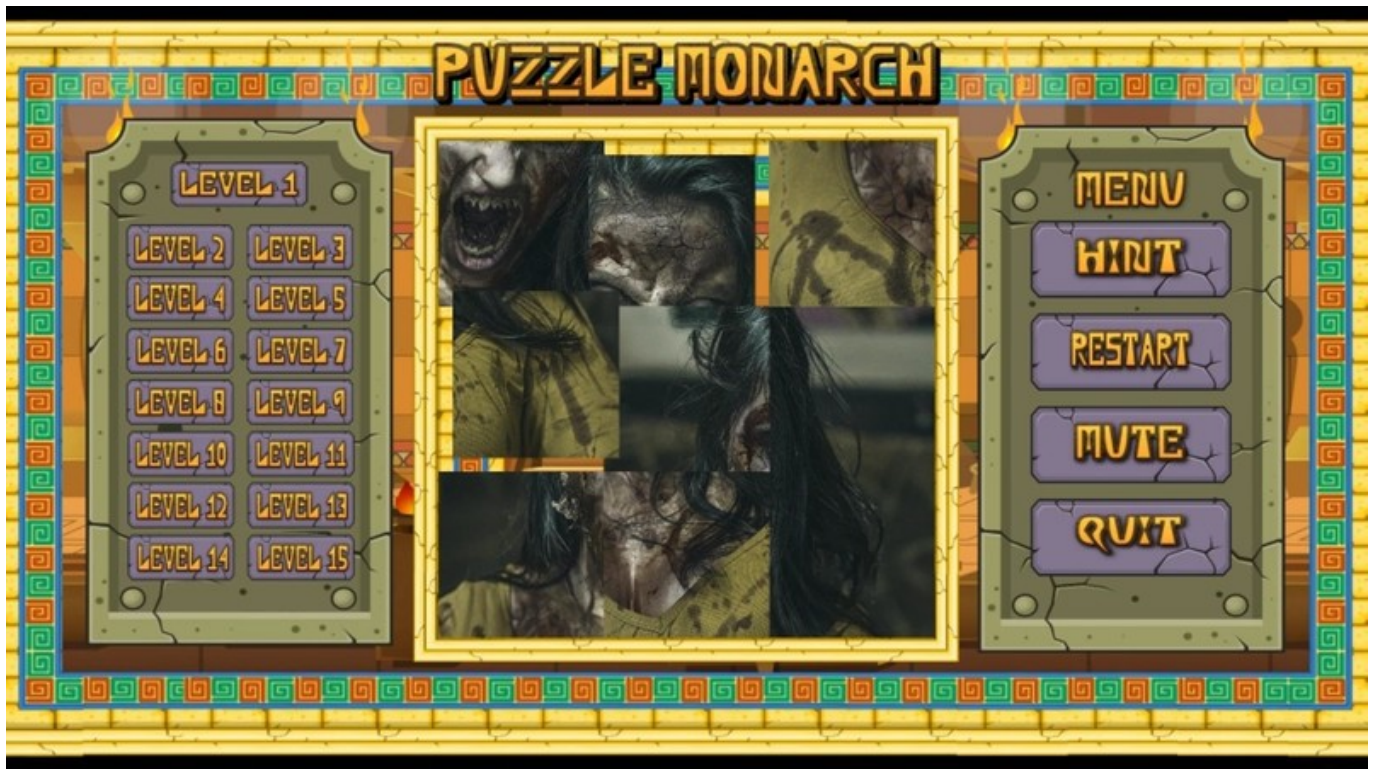 PUZZLE MONARCH
LEVEL 1
LEVEL 2 LEVEL 3
LEVEL 4 LEVEL 5
LEVEL 6 LEVEL 7
LEVEL 8 LEVEL 9
LEVEL 10 LEVEL 11
LEVEL 12 LEVEL 13
LEVEL 14 LEVEL 15
MENU
HINT
RESTART
MUTE
QUIT